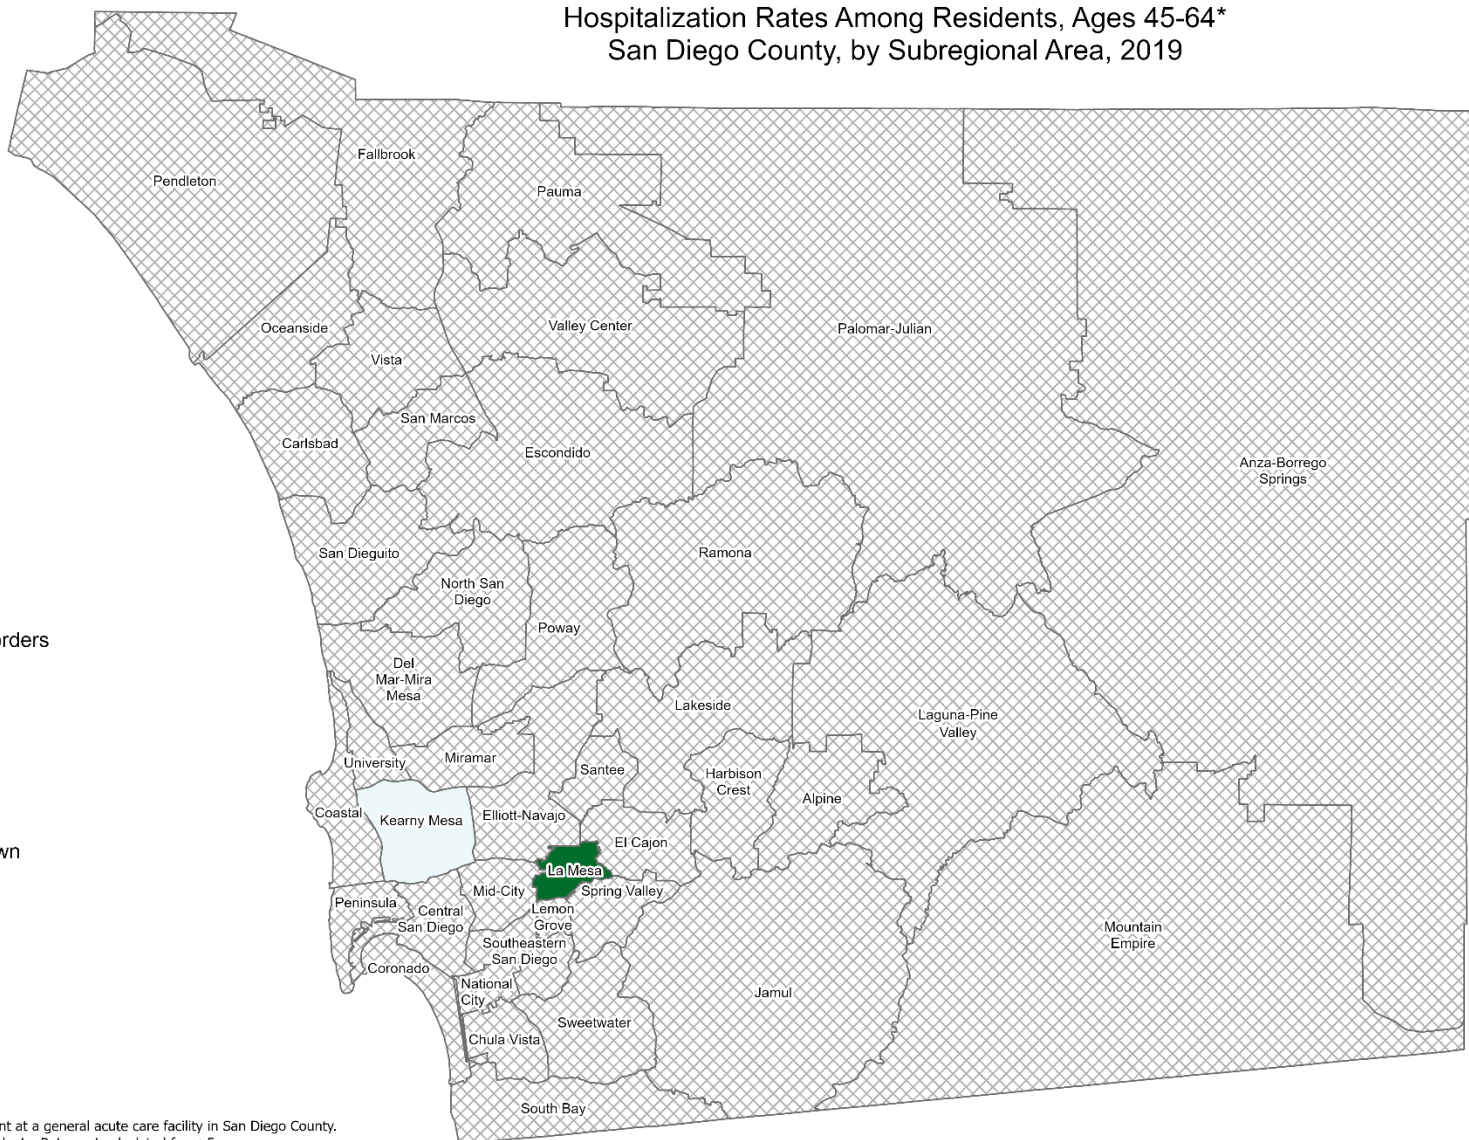 Hospitalization Rates Among Residents, Ages 45-64*
San Diego County, by Subregional Area, 2019
Fallbrook
Pendleton
Pauma
Oceanside
Valley Center
Palomar-Julian
Vista
San Marcos
Carlsbad
Escondido
Anza-Borrego
Springs
San Dieguito
Ramona
North San
Diego
Poway
rders
Del
Mar-Mira
Mesa
Lakeside
Laguna-Pine
Valley
University
Miramar
Santee
Harbison
Crest
Alpine
Coastal
Kearny Mesa
Elliott-Navajo
El Cajon
wn
La Mesa
Mid-City
Spring Valley
Peninsula
Central
San Diego
Lemon
Grove
Southeastern
San Diego
Mountain
Empire
Coronado
National
City
Jamul
Sweetwater
Chula Vista
South Bay
nt at a general acute care facility in San Diego County.